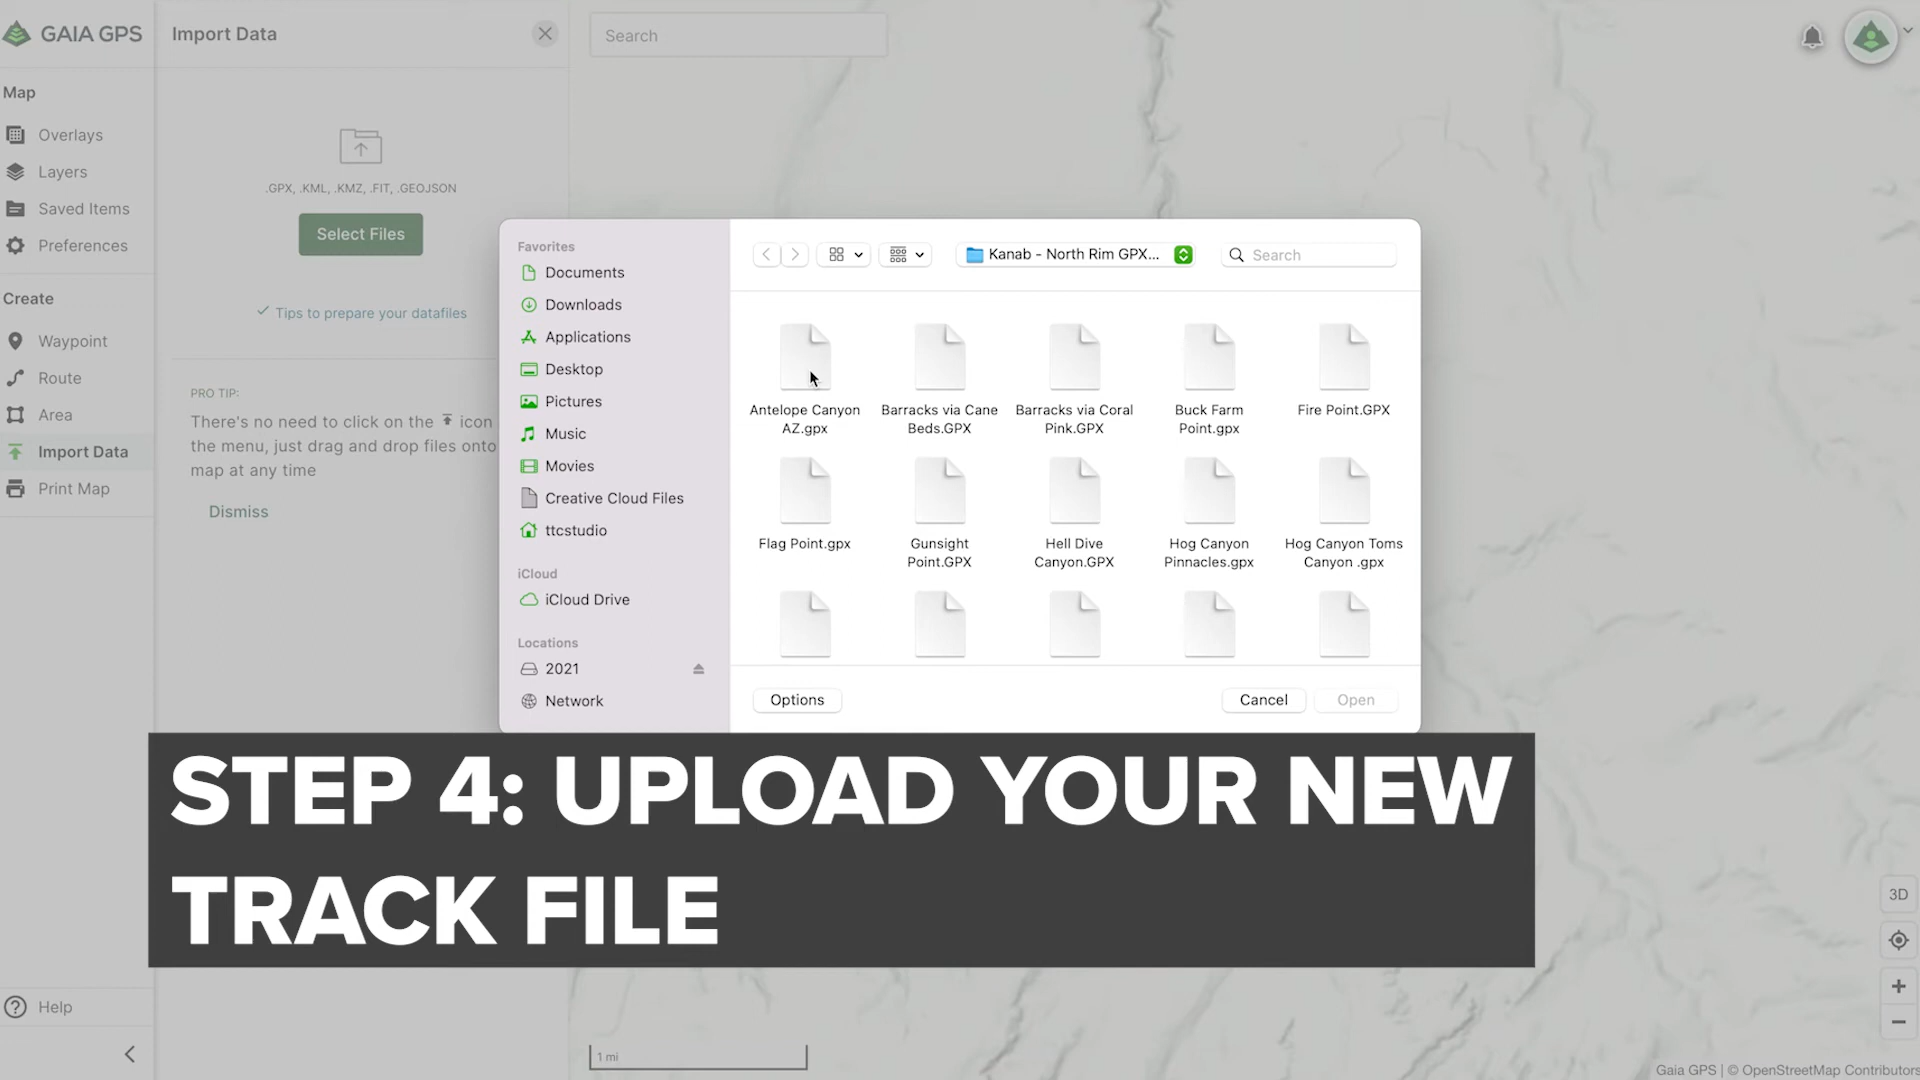 GAIA GPS
Import Data
Search
Map
Overlays
Layers
Saved Items
Preferences
Create
Waypoint
Route
Area
Import Data
Print Map
Help
.GPX, .KML, .KMZ, .FIT, .GEOJSON
Select Files
Tips to prepare your datafiles
PRO TIP:
There's no need to click on the icon
the menu, just drag and drop files onto
map at any time
Dismiss
Favorites
Documents
Downloads
Applications
Desktop
Pictures
Music
Movies
Creative Cloud Files
ttcstudio
iCloud
iCloud Drive
Locations
2021
Network
Kanab - North Rim GPX...
Search
Antelope Canyon
AZ.gpx
Barracks via Cane
Beds.GPX
Barracks via Coral
Pink.GPX
Buck Farm
Point.gpx
Fire Point.GPX
Flag Point.gpx
Gunsight
Point.GPX
Hell Dive
Canyon.GPX
Hog Canyon
Pinnacles.gpx
Hog Canyon Toms
Canyon .gpx
Options
Cancel
Open
STEP 4: UPLOAD YOUR NEW
TRACK FILE
3D
1 mi
Gaia GPS | © OpenStreetMap Contributors